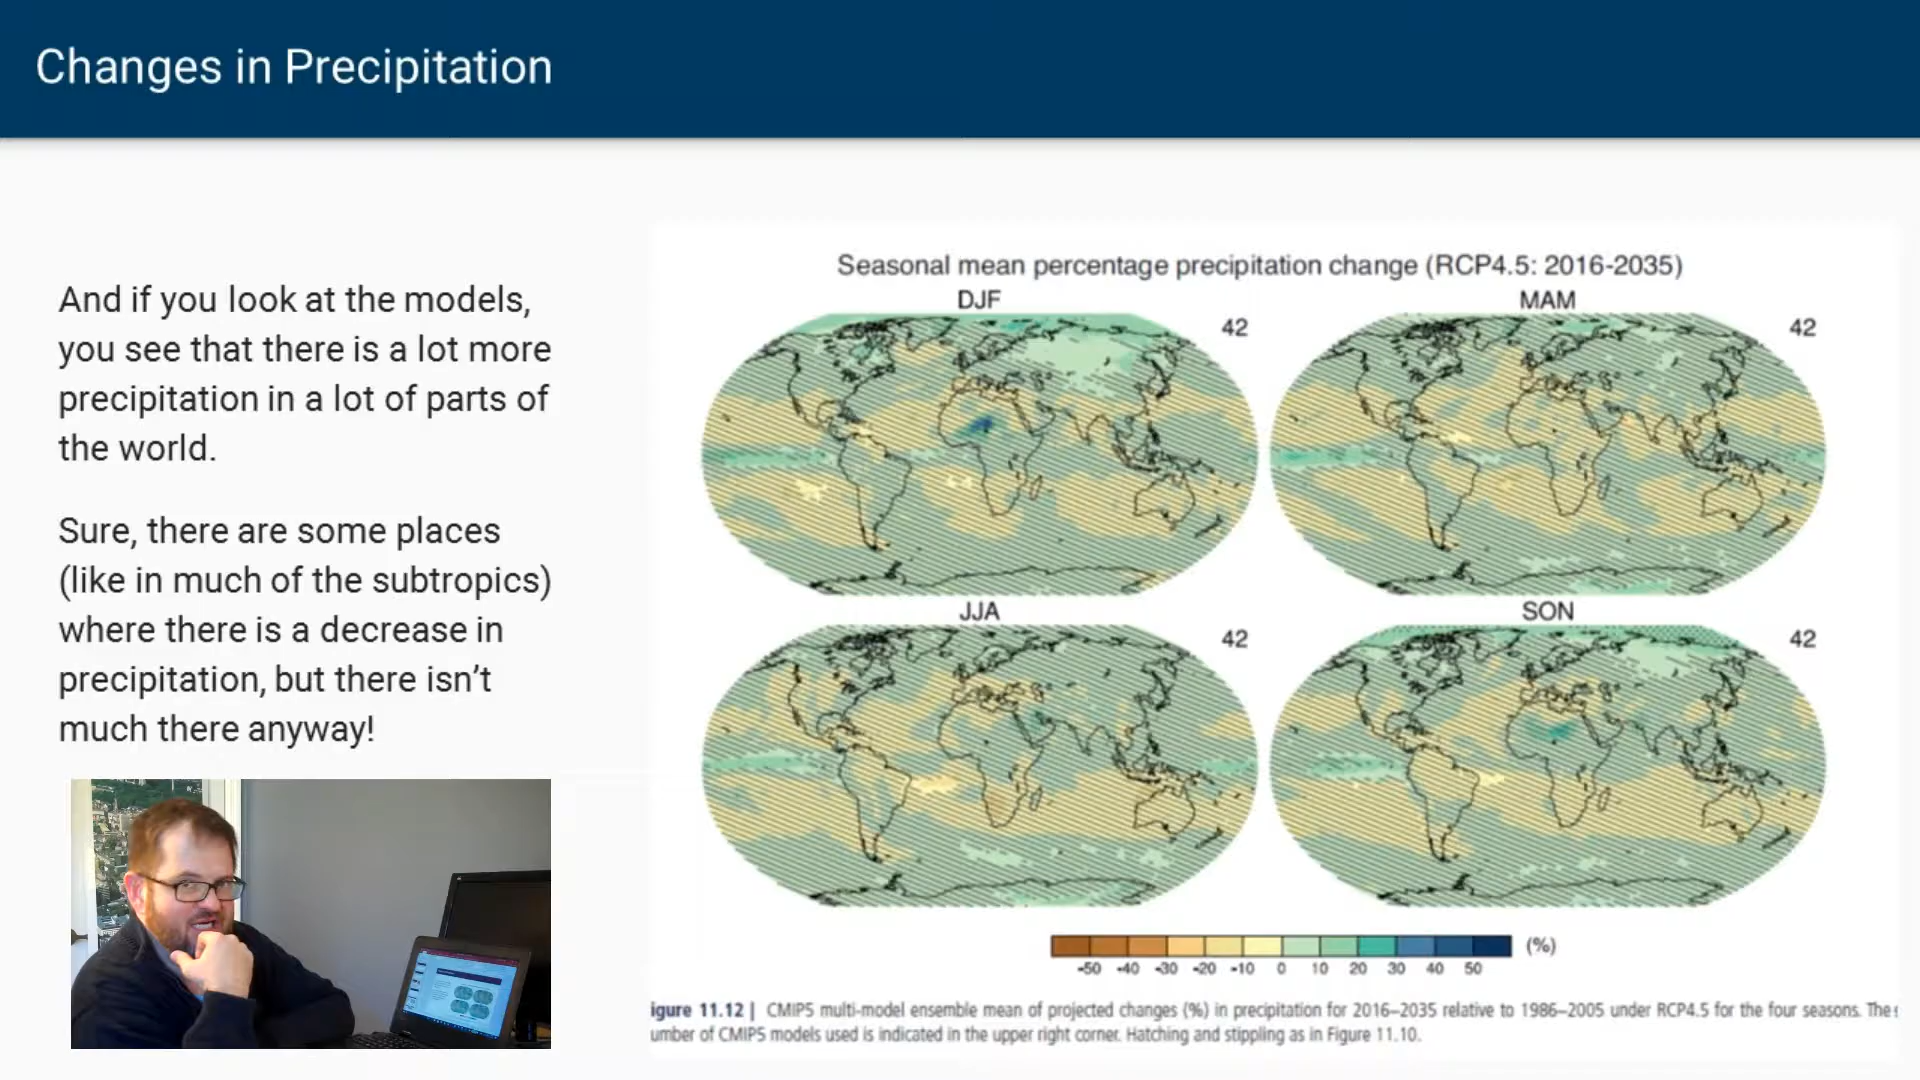 Changes in Precipitation
And if you look at the models,
you see that there is a lot more
precipitation in a lot of parts of
the world.
Sure, there are some places
(like in much of the subtropics)
where there is a decrease in
precipitation, but there isn't
much there anyway!
Seasonal mean percentage precipitation change (RCP4.5: 2016-2035)
DJF
MAM
42
42
JJA
SON
42
42
(%)
-50 -40 -30 -20 -10 0 10 20 30 40 50
igure 11.12 | CMIP5 multi-model ensemble mean of projected changes (%) in precipitation for 2016–2035 relative to 1986–2005 under RCP4.5 for the four seasons. The
umber of CMIP5 models used is indicated in the upper right corner. Hatching and stippling as in Figure 11.10.